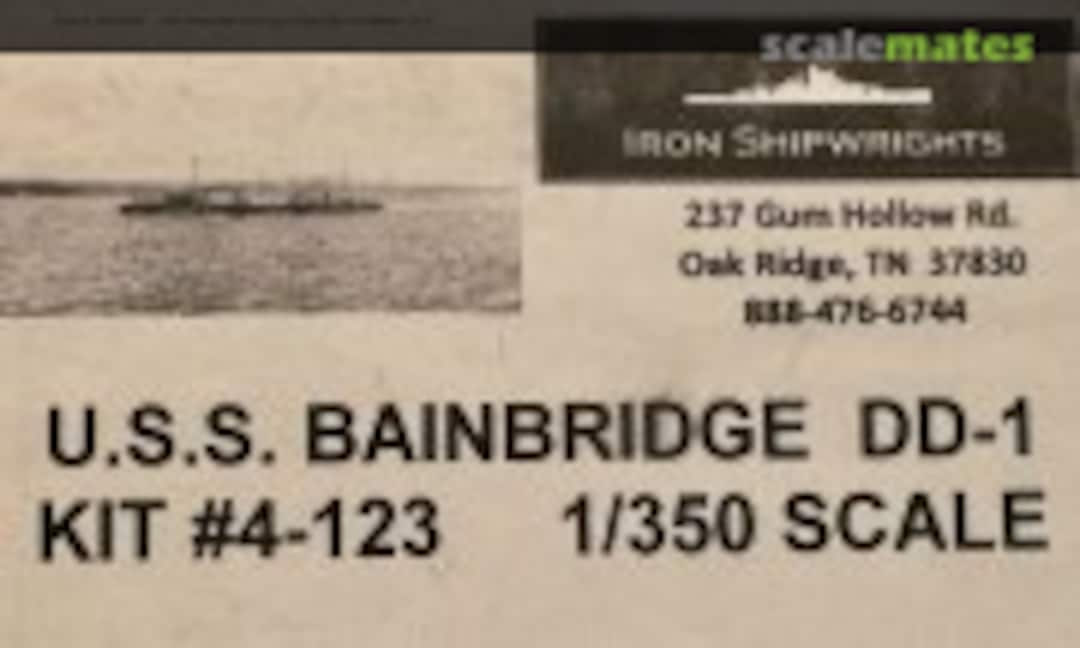 scalemates
IRON SHIPWRIGHTS
237 Gum Hollow Rd.
Oak Ridge, TN 37830
888-476-6744
U.S.S. BAINBRIDGE DD-1
KIT #4-123 1/350 SCALE